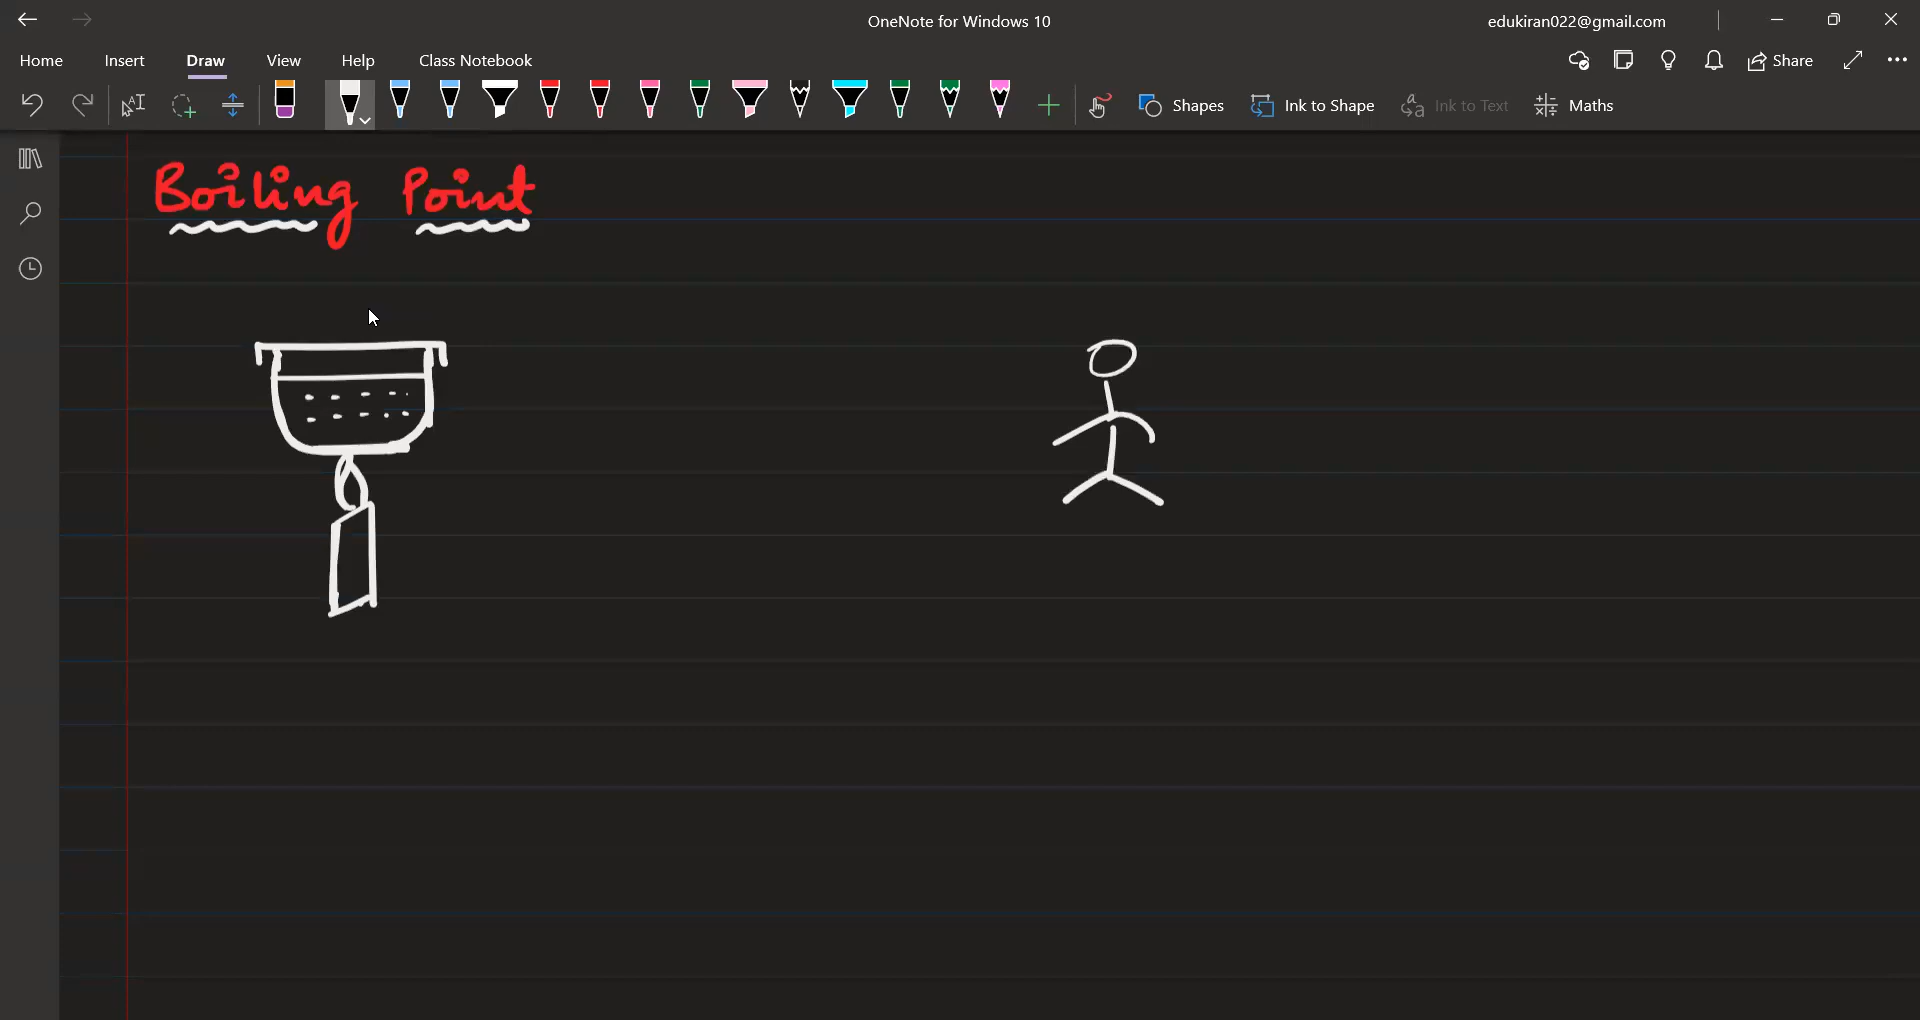 OneNote for Windows 10
edukiran022@gmail.com
Home Insert Draw View Help Class Notebook
Share
Shapes Ink to Shape Ink to Text Maths
Boiling Point